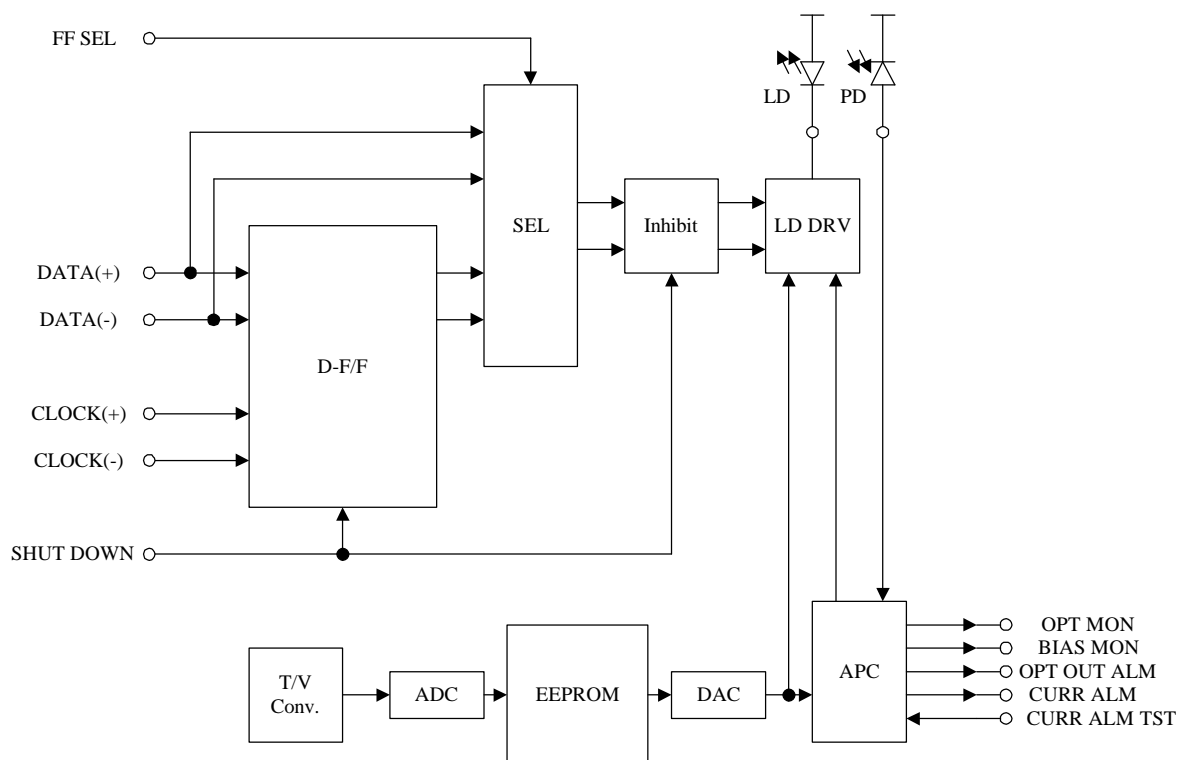 FF SEL
LD
PD
SEL
Inhibit
LD DRV
DATA(+)
DATA(-)
D-F/F
CLOCK(+)
CLOCK(-)
SHUT DOWN
T/V
Conv.
ADC
EEPROM
DAC
APC
OPT MON
BIAS MON
OPT OUT ALM
CURR ALM
CURR ALM TST